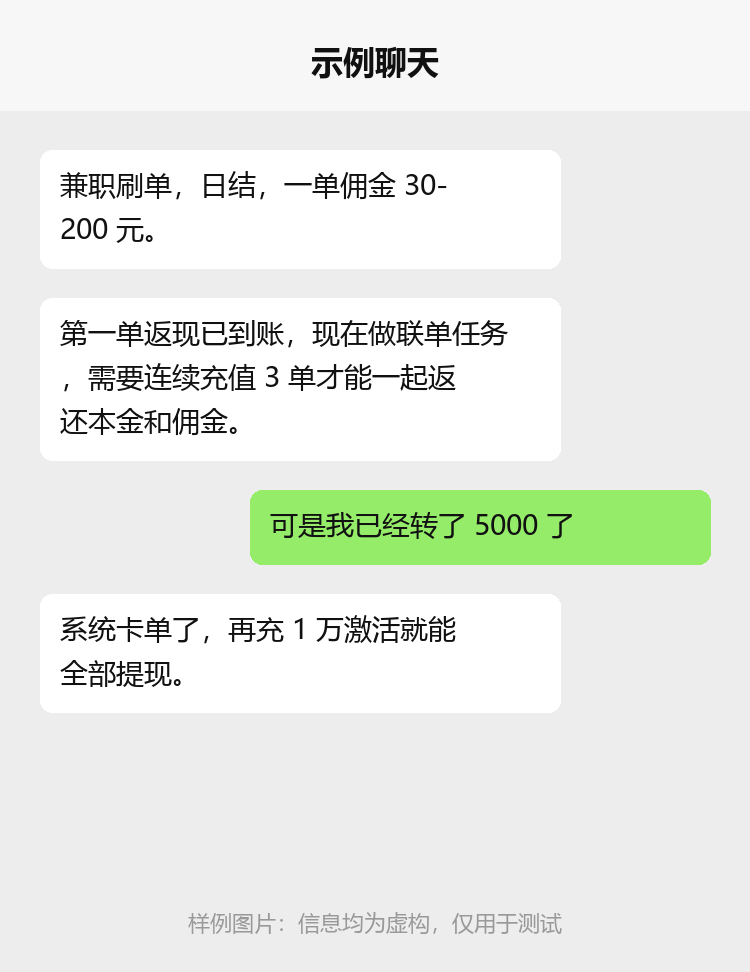 示例聊天
兼职刷单，日结，一单佣金 30-
200 元。
第一单返现已到账，现在做联单任务
，需要连续充值 3 单才能一起返
还本金和佣金。
可是我已经转了 5000 了
系统卡单了，再充 1 万激活就能
全部提现。
样例图片：信息均为虚构，仅用于测试